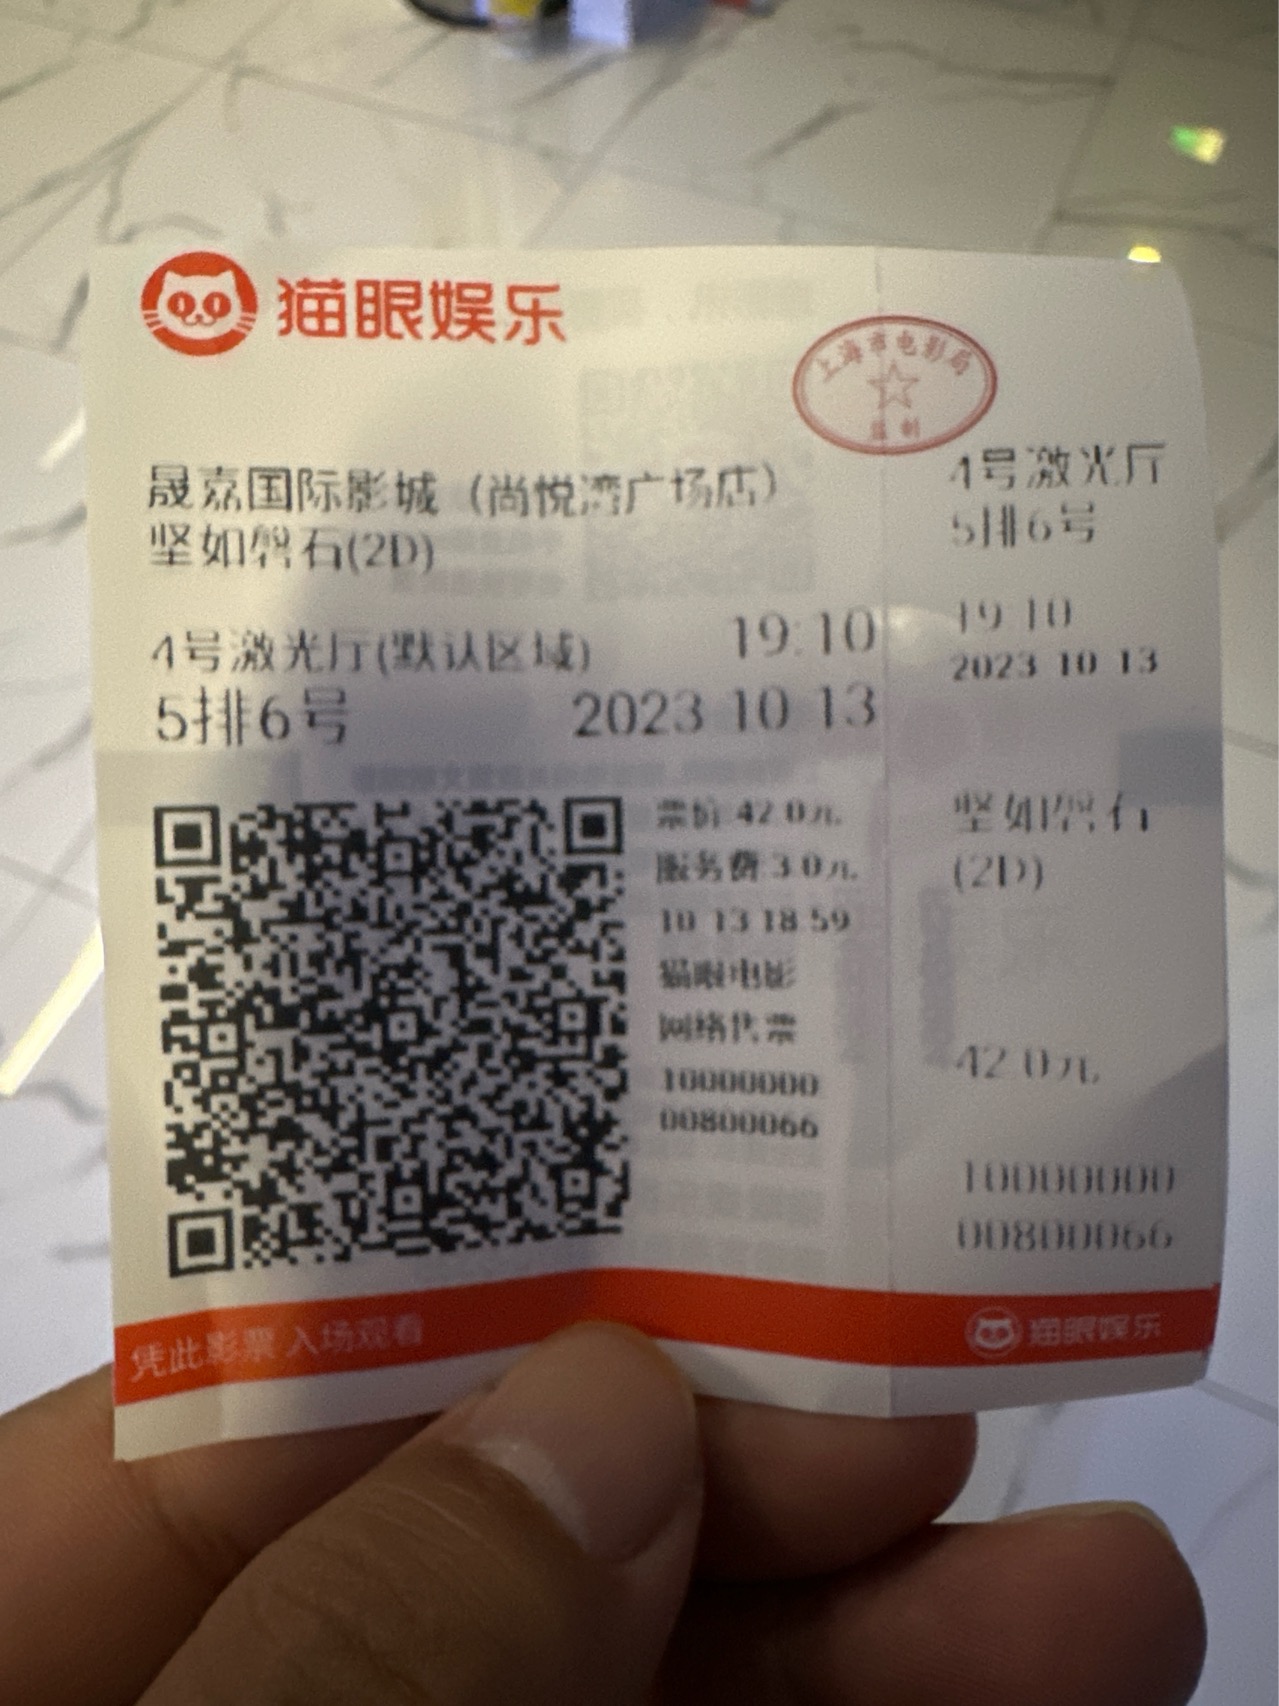 猫眼娱乐
上海市电影局
监制
晟嘉国际影城（尚悦湾广场店）
坚如磐石(2D)
4号激光厅(默认区域)
19:10
5排6号
2023 10 13
票价 42.0元.
服务费 3.0元.
10 13 18:59
猫眼电影
网络售票
10000000
00800066
4号激光厅
5排6号
19 10
2023 10 13
坚如磐石
(2D)
42.0元
10000000
00800066
凭此影票 入场观看
猫眼娱乐